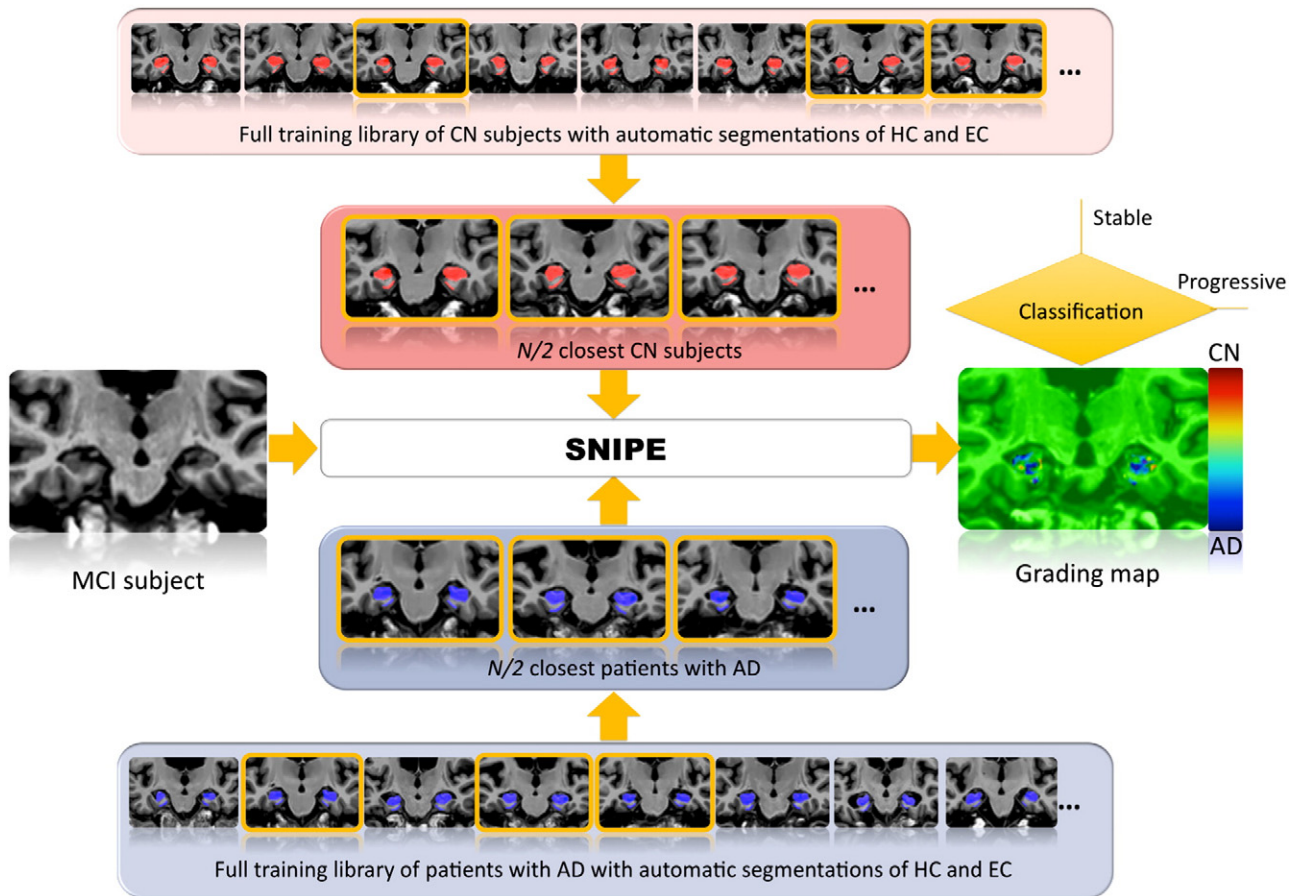 ...
Full training library of CN subjects with automatic segmentations of HC and EC
Stable
Progressive
Classification
...
N/2 closest CN subjects
CN
MCI subject
SNIPE
AD
Grading map
...
N/2 closest patients with AD
...
Full training library of patients with AD with automatic segmentations of HC and EC